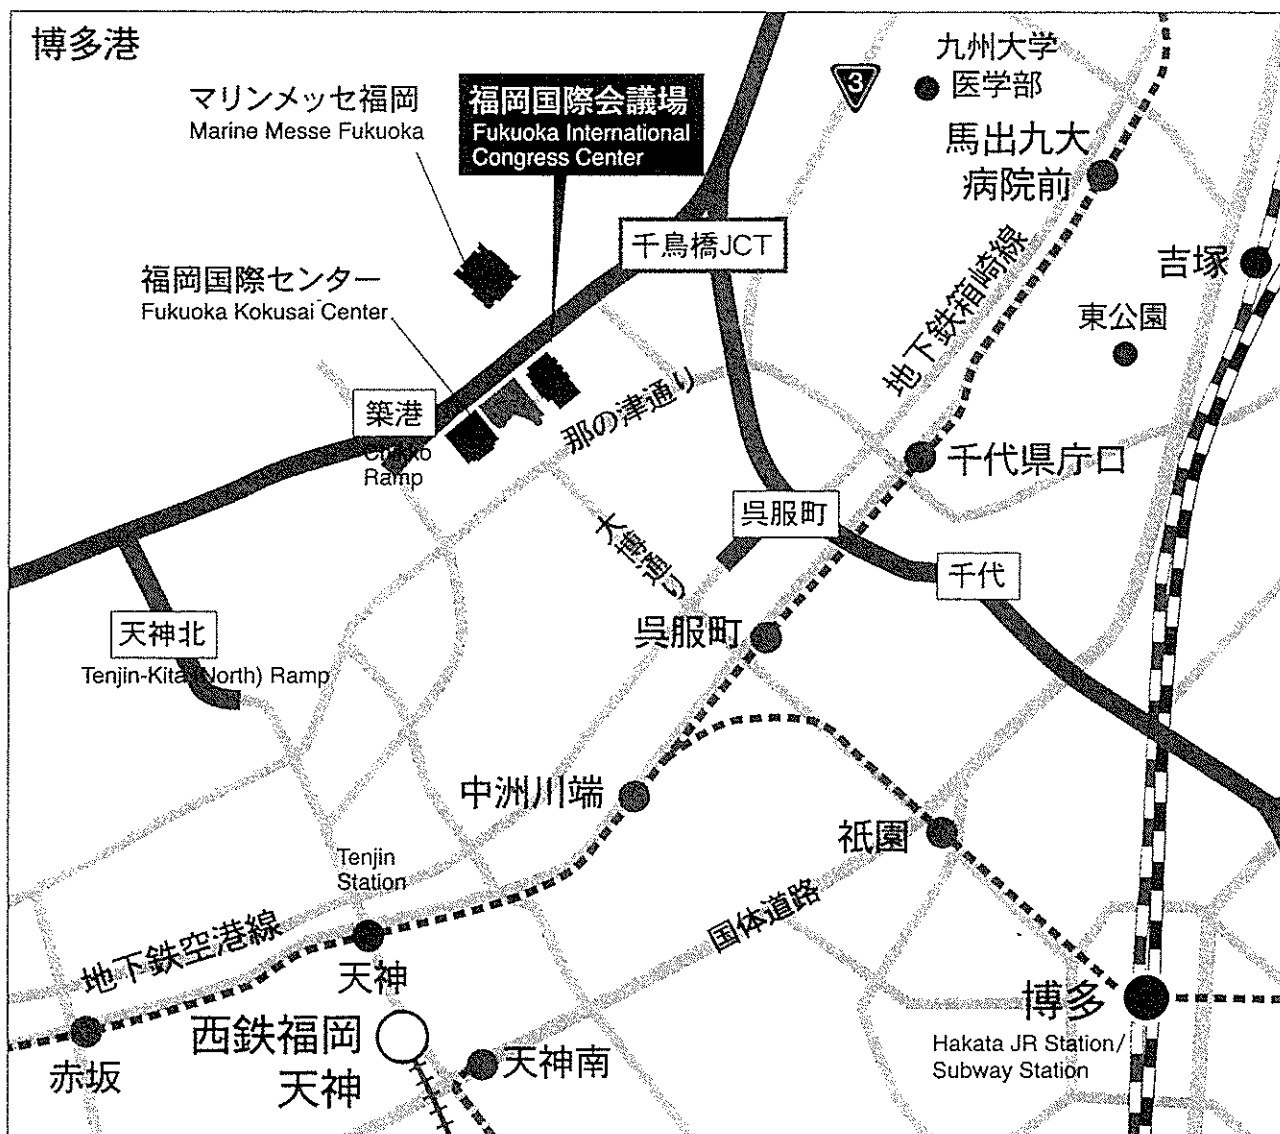 博多港
マリンメッセ福岡
Marine Messe Fukuoka
福岡国際会議場
Fukuoka International
Congress Center
3
九州大学
医学部
馬出九大
病院前
千鳥橋JCT
福岡国際センター
Fukuoka Kokusai Center
地下鉄箱崎線
吉塚
東公園
築港
Chikko
Ramp
那の津通り
千代県庁口
呉服町
大博通り
千代
天神北
Tenjin-Kita (North) Ramp
呉服町
中洲川端
祇園
Tenjin
Station
国体道路
地下鉄空港線
天神
博多
Hakata JR Station/
Subway Station
西鉄福岡
天神
天神南
赤坂